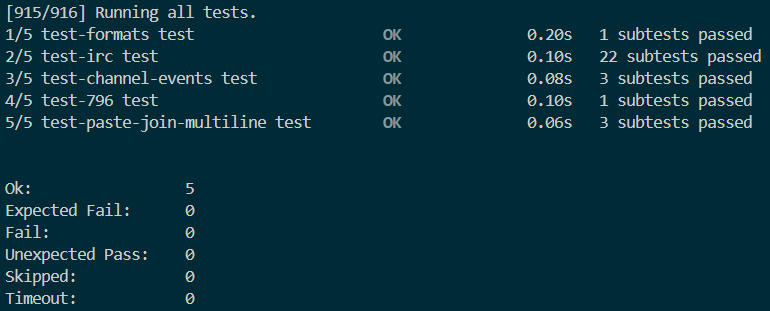 [915/916] Running all tests.
1/5 test-formats test                    OK              0.20s   1 subtests passed
2/5 test-irc test                        OK              0.10s   22 subtests passed
3/5 test-channel-events test             OK              0.08s   3 subtests passed
4/5 test-796 test                        OK              0.10s   1 subtests passed
5/5 test-paste-join-multiline test       OK              0.06s   3 subtests passed
Ok:                 5
Expected Fail:      0
Fail:               0
Unexpected Pass:    0
Skipped:            0
Timeout:            0